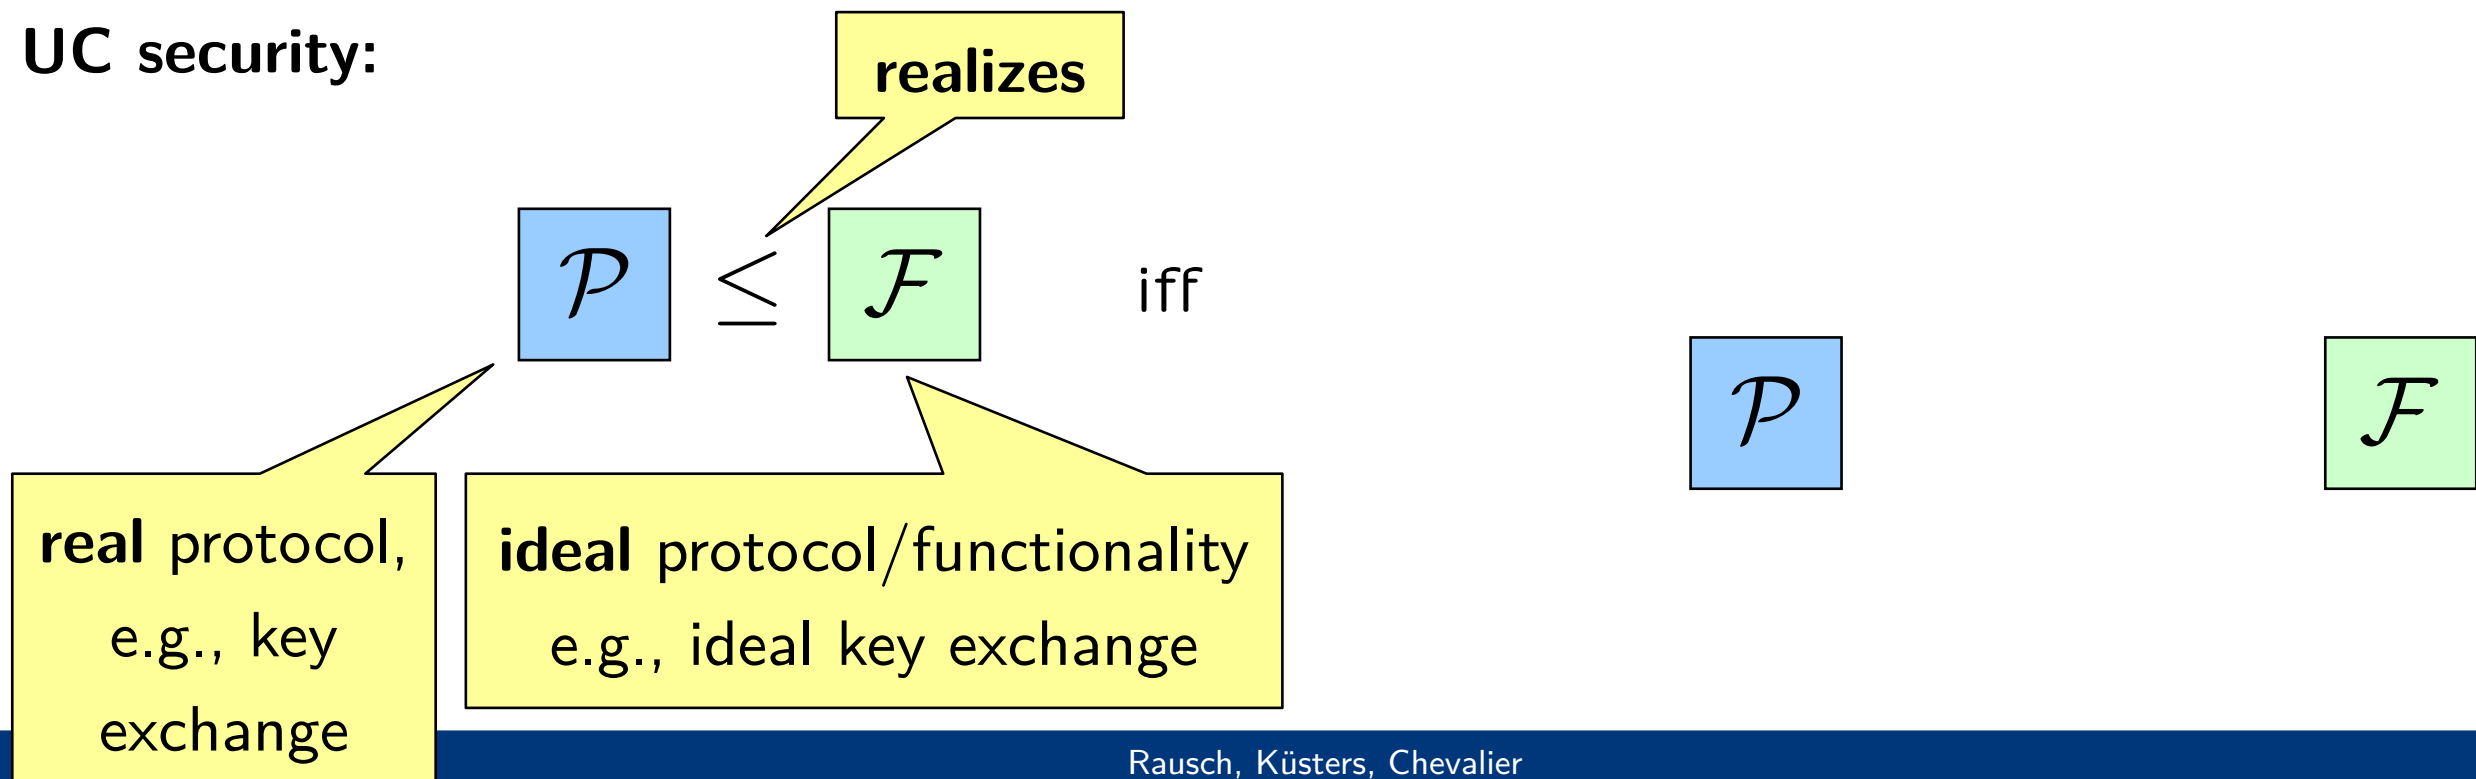 UC security:
realizes
𝒫 ≤ ℱ iff
𝒫 ℱ
real protocol,
e.g., key
exchange
ideal protocol/functionality
e.g., ideal key exchange
Rausch, Küsters, Chevalier